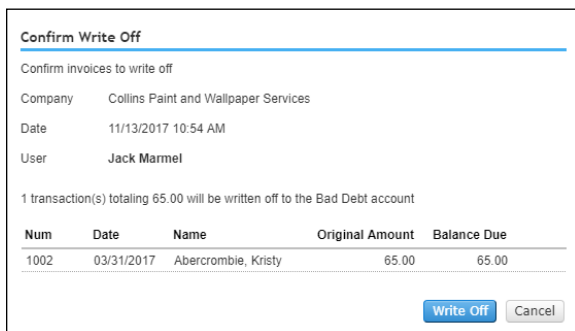 Confirm Write Off
Confirm invoices to write off
Company Collins Paint and Wallpaper Services
Date 11/13/2017 10:54 AM
User Jack Marmel
1 transaction(s) totaling 65.00 will be written off to the Bad Debt account
Num Date Name Original Amount Balance Due
1002 03/31/2017 Abercrombie, Kristy 65.00 65.00
Write Off Cancel